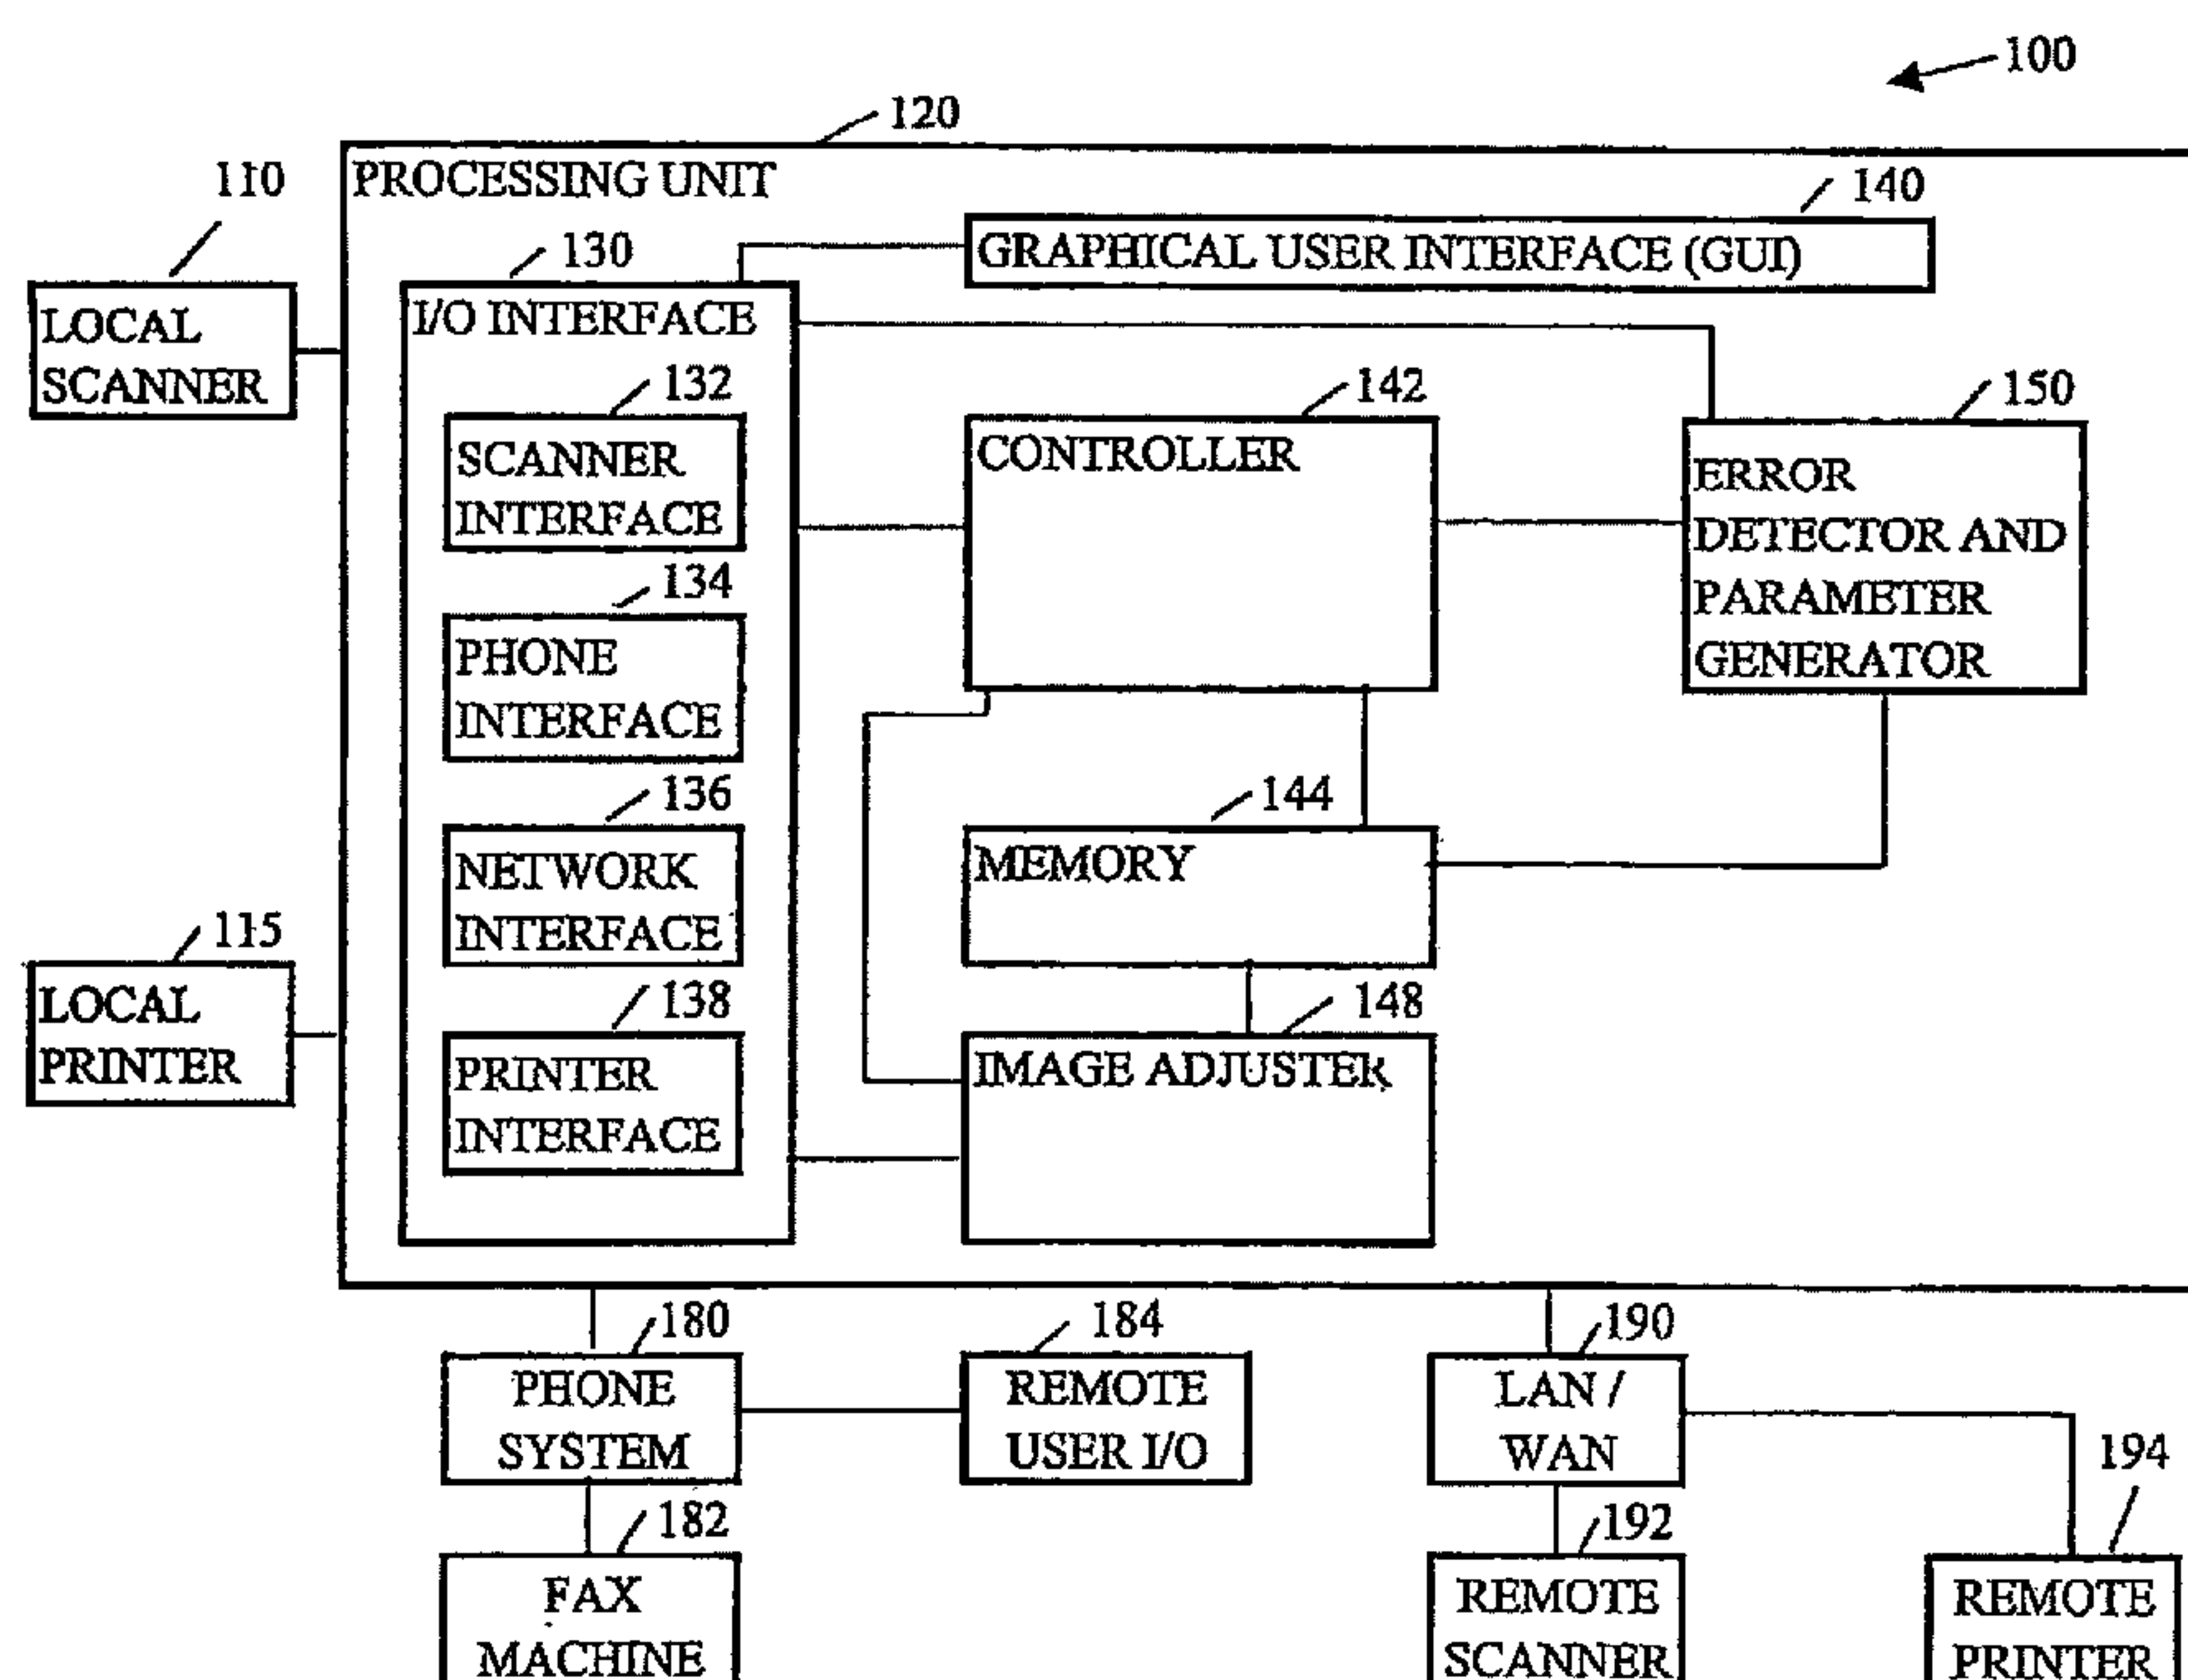 100
120
PROCESSING UNIT
110
140
GRAPHICAL USER INTERFACE (GUI)
130
I/O INTERFACE
LOCAL
SCANNER
132
SCANNER
INTERFACE
142
CONTROLLER
150
ERROR
DETECTOR AND
PARAMETER
GENERATOR
134
PHONE
INTERFACE
136
NETWORK
INTERFACE
144
MEMORY
115
LOCAL
PRINTER
138
PRINTER
INTERFACE
148
IMAGE ADJUSTER
180
PHONE
SYSTEM
184
REMOTE
USER I/O
190
LAN /
WAN
194
182
FAX
MACHINE
192
REMOTE
SCANNER
REMOTE
PRINTER